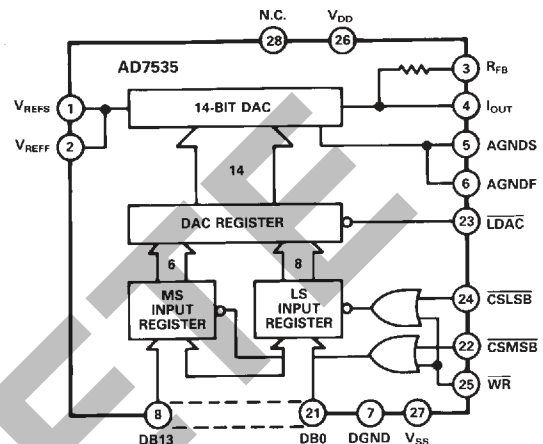 N.C.
VDD
28
26
AD7535
RFB
3
VREFS
1
14-BIT DAC
4
IOUT
VREFF
2
5
AGNDS
14
6
AGNDF
DAC REGISTER
23
LDAC
6
8
MS INPUT REGISTER
LS INPUT REGISTER
24
CSLSB
22
CSMSB
25
WR
8
21
7
27
DB13
DB0
DGND
VSS
ETE